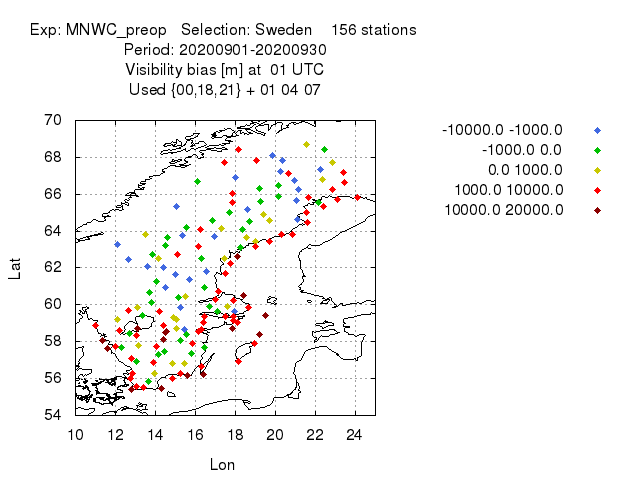 Exp: MNWC_preop   Selection: Sweden    156 stations
Period: 20200901-20200930
Visibility bias [m] at  01 UTC
Used {00,18,21} + 01 04 07
-10000.0 -1000.0
-1000.0 0.0
0.0 1000.0
1000.0 10000.0
10000.0 20000.0
70
68
66
64
62
60
58
56
54
Lat
10 12 14 16 18 20 22 24
Lon